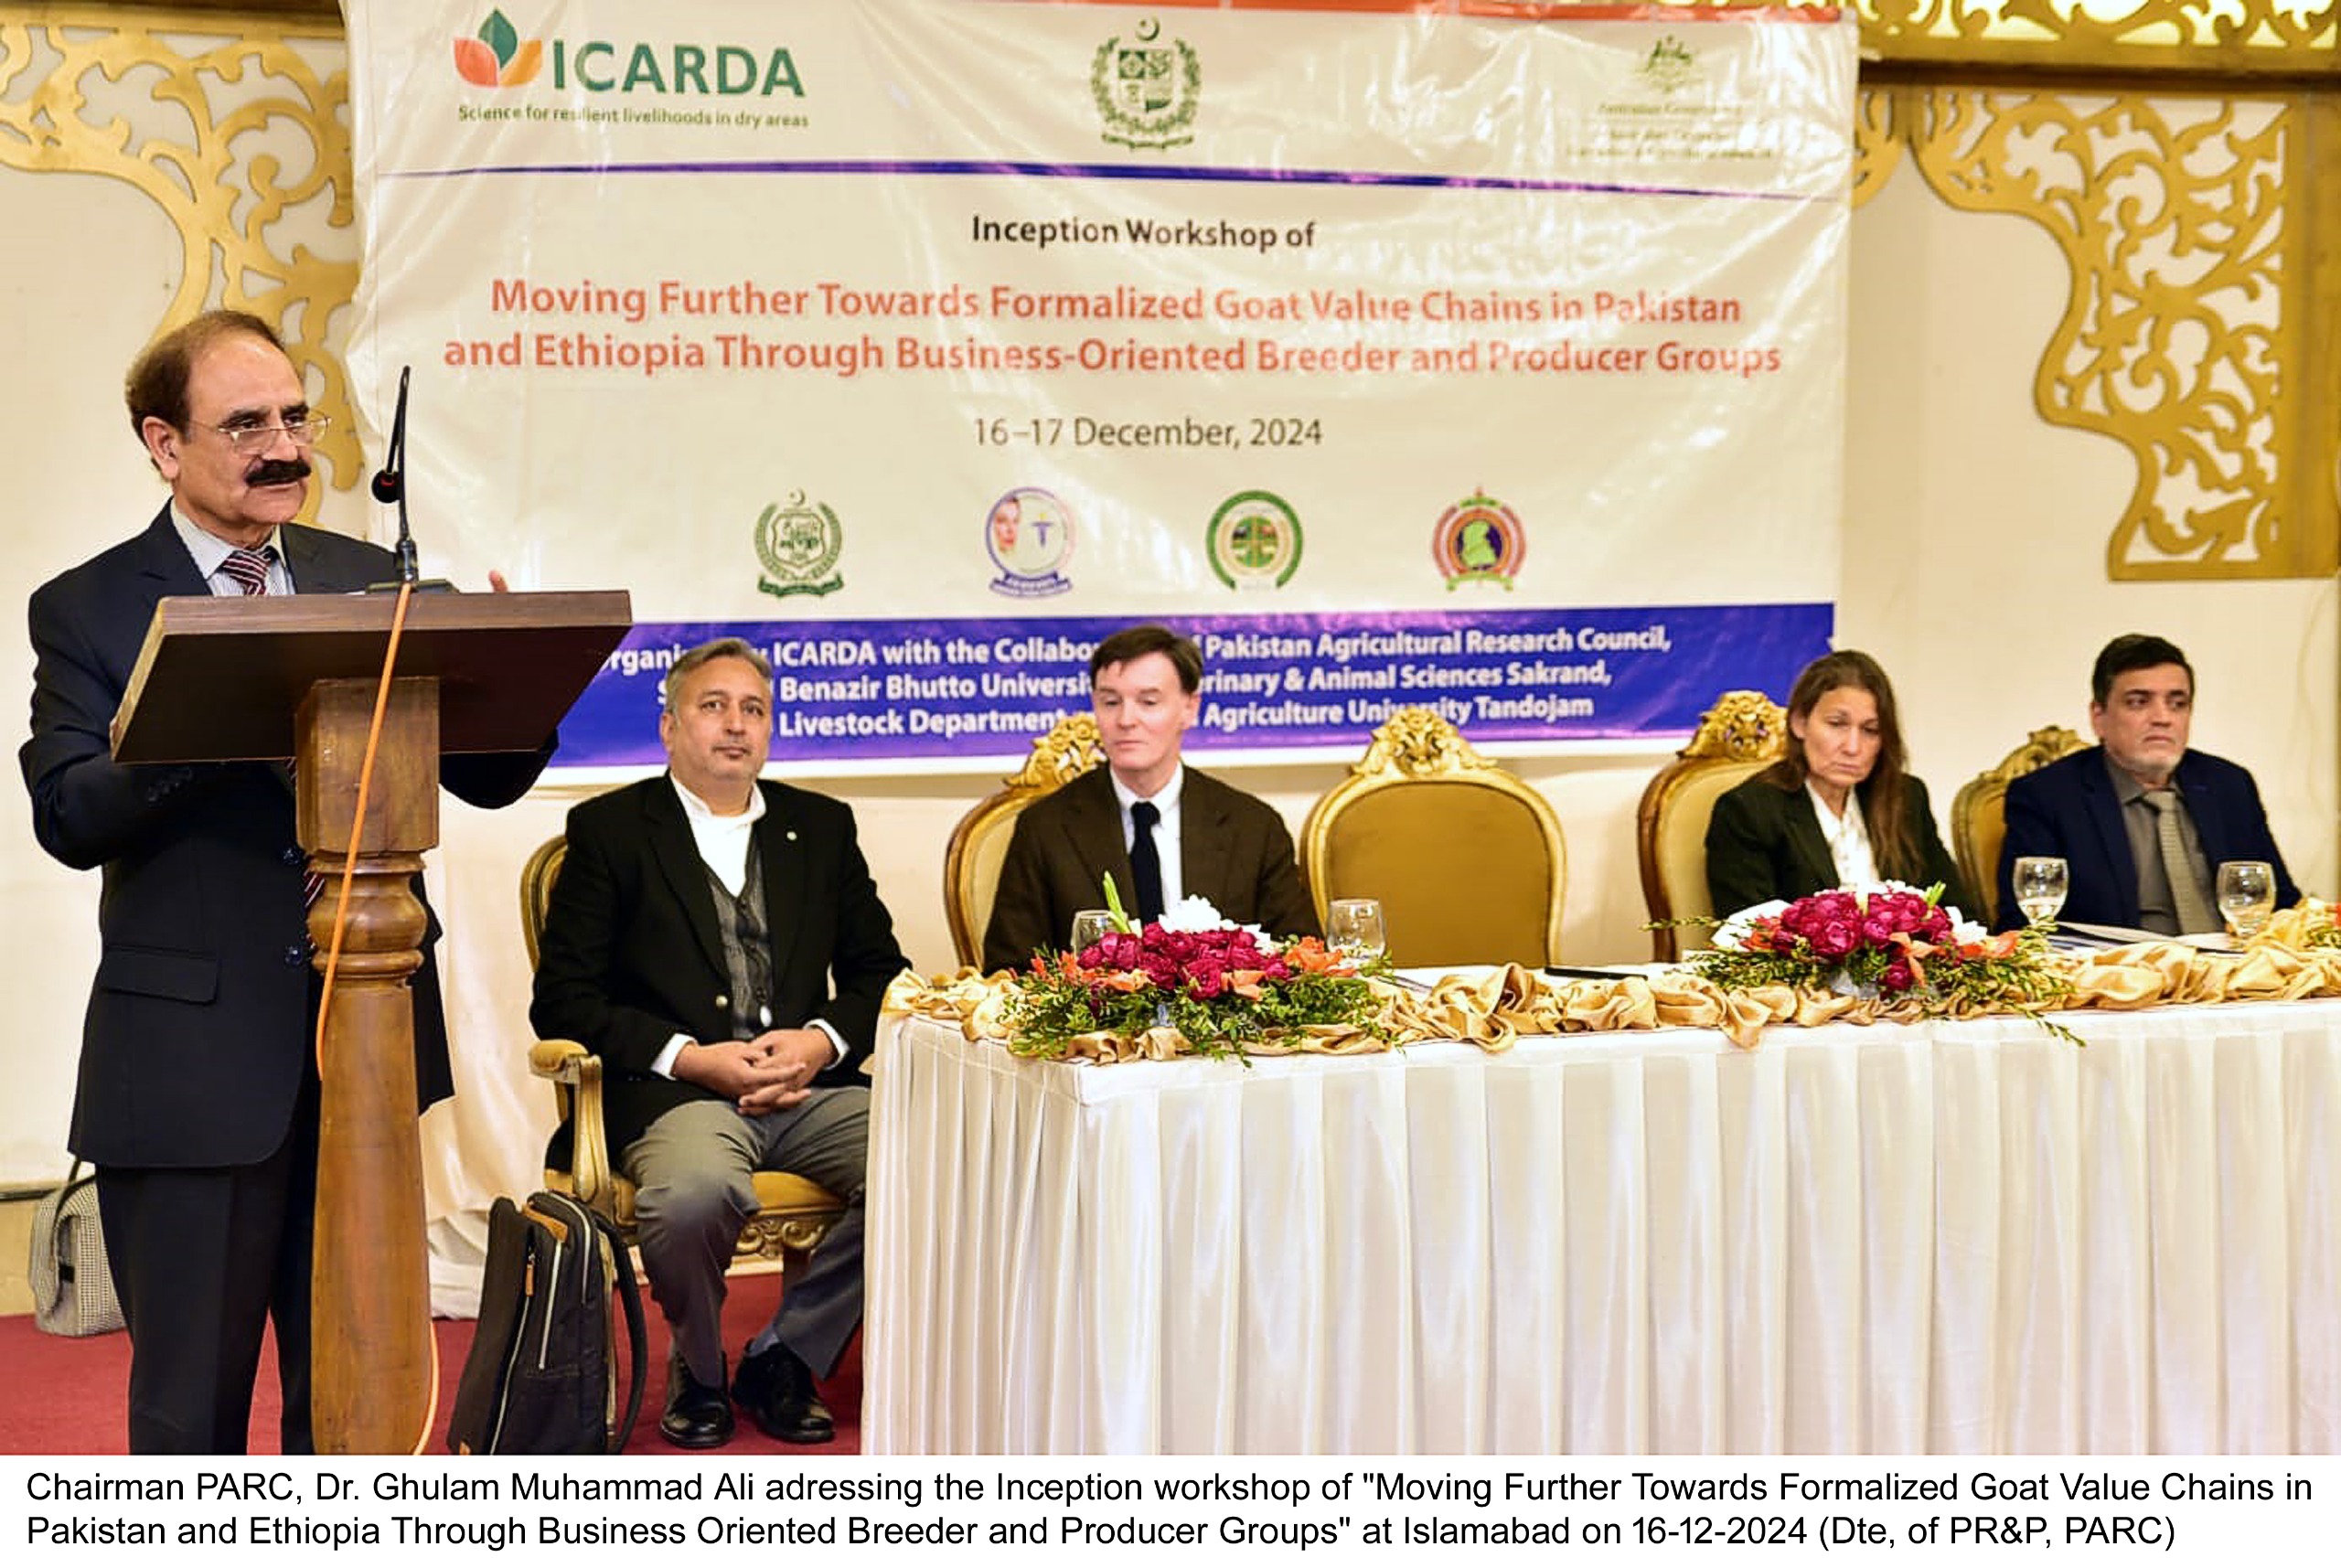 ICARDA
Science for resilient livelihoods in dry areas
Inception Workshop of
Moving Further Towards Formalized Goat Value Chains in Pakistan
and Ethiopia Through Business-Oriented Breeder and Producer Groups
16–17 December, 2024
ICARDA with the Pakistan Agricultural Research Council,
Benazir Bhutto & Animal Sciences Sakrand,
Livestock Department Agriculture Tandojam
Chairman PARC, Dr. Ghulam Muhammad Ali adressing the Inception workshop of "Moving Further Towards Formalized Goat Value Chains in
Pakistan and Ethiopia Through Business Oriented Breeder and Producer Groups" at Islamabad on 16-12-2024 (Dte, of PR&P, PARC)